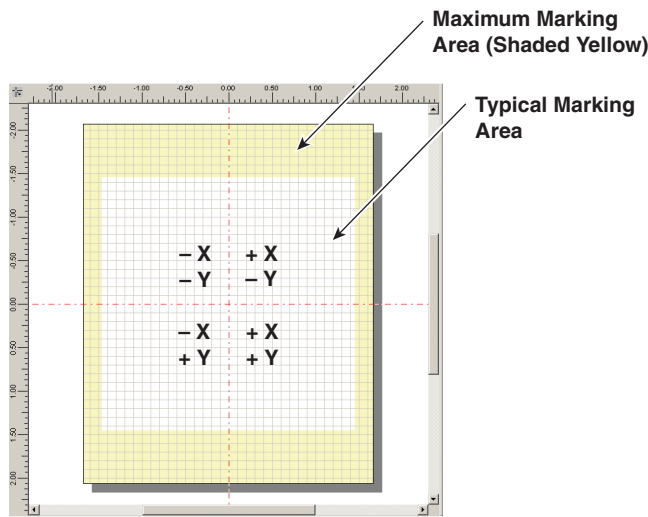 Maximum Marking
Area (Shaded Yellow)
Typical Marking
Area
-2.00 -1.50 -1.00 -0.50 0.00 0.50 1.00 1.50 2.00
-2.00
-1.50
-1.00
-0.50
0.00
0.50
1.00
1.50
2.00
– X + X
– Y – Y
– X + X
+ Y + Y